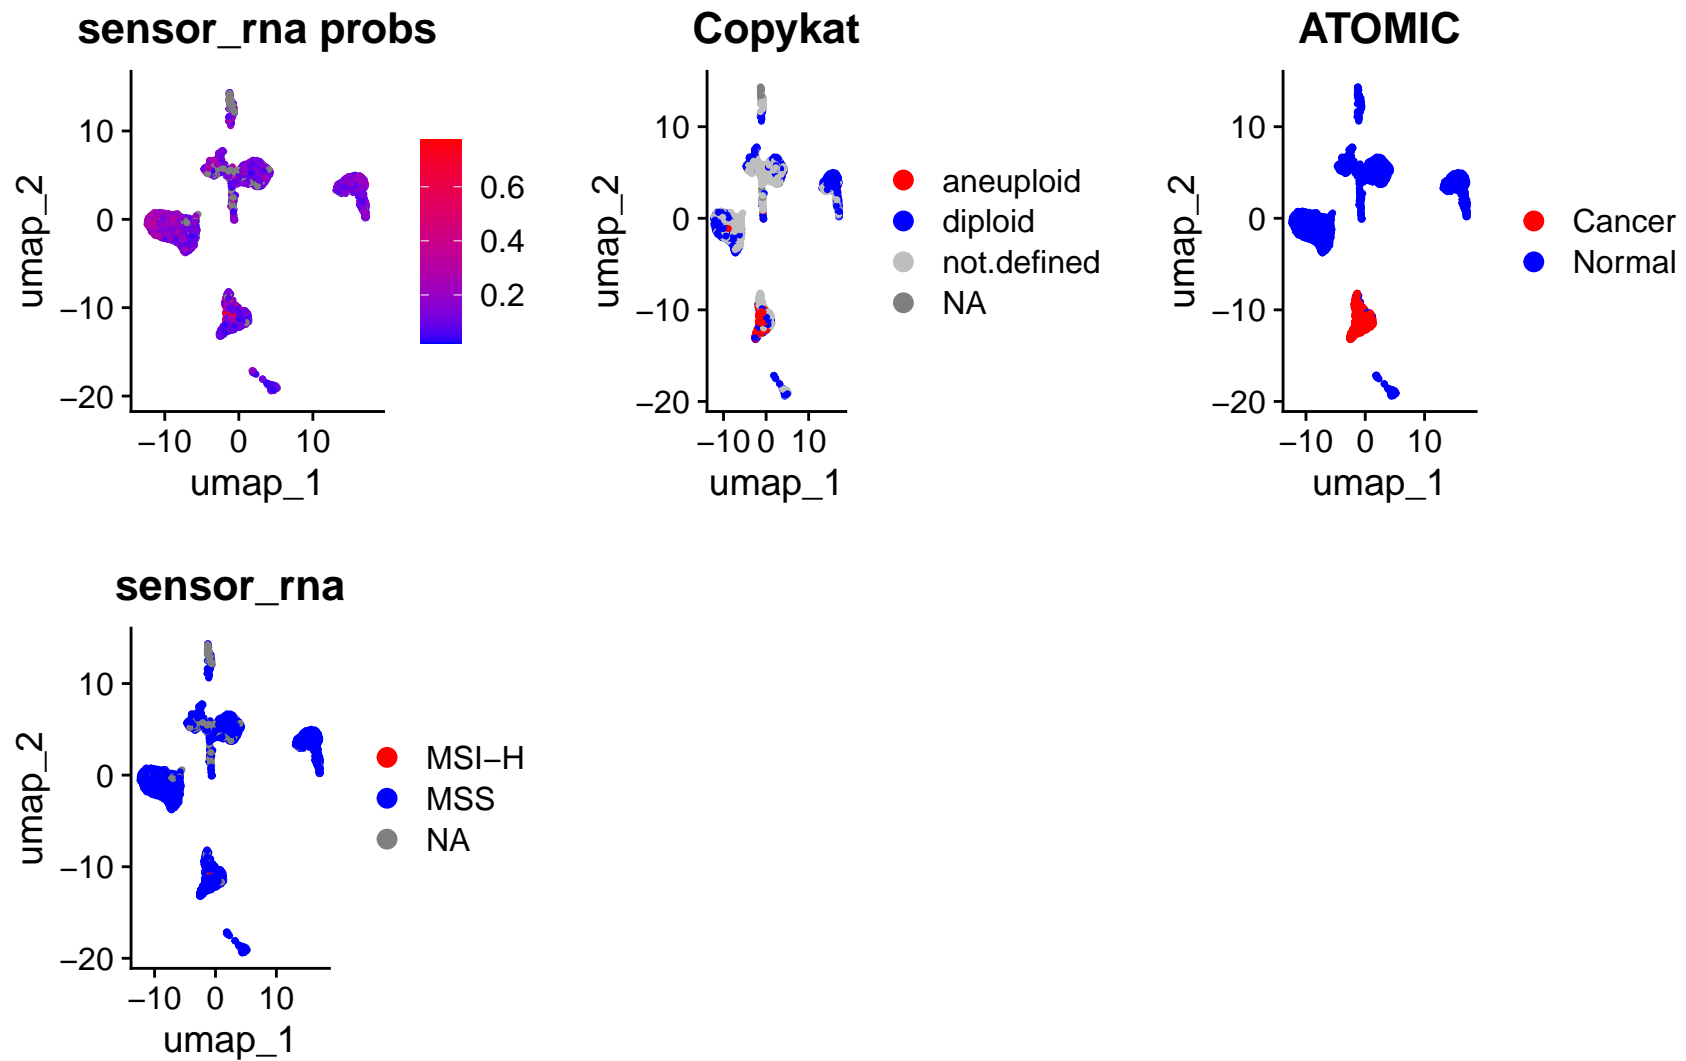 sensor_rna probs
10
0
−10
−20
−10 0 10
umap_1
umap_2
0.6
0.4
0.2
Copykat
10
0
−10
−20
−10 0 10
umap_1
umap_2
aneuploid
diploid
not.defined
NA
ATOMIC
10
0
−10
−20
−10 0 10
umap_1
umap_2
Cancer
Normal
sensor_rna
10
0
−10
−20
−10 0 10
umap_1
umap_2
MSI−H
MSS
NA